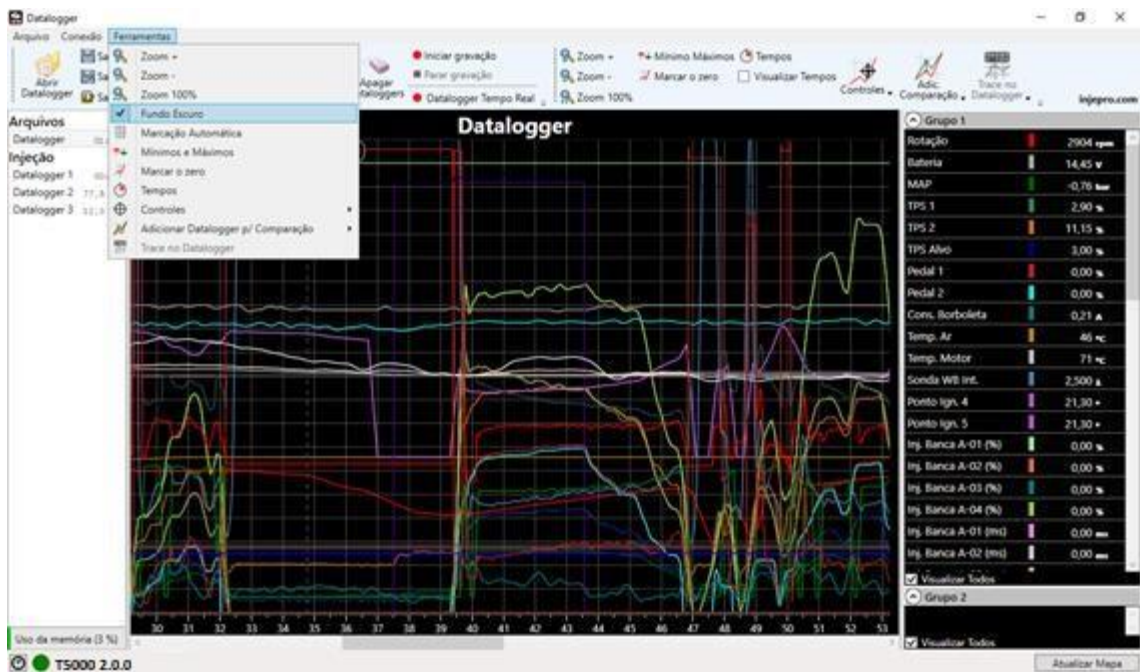 Datalogger
Arquivo Conexão Ferramentas
Abrir Datalogger
Apagar
Iniciar gravação
Parar gravação
Datalogger Tempo Real
Zoom +
Zoom -
Zoom 100%
Mínimo Máximos
Marcar o zero
Tempos
Visualizar Tempos
Controles
Adic. Comparação
Trace no Datalogger
injepro.com
Zoom +
Zoom -
Zoom 100%
Fundo Escuro
Marcação Automática
Mínimos e Máximos
Marcar o zero
Tempos
Controles
Adicionar Datalogger p/ Comparação
Trace no Datalogger
Arquivos
Datalogger
Injeção
Datalogger 1
Datalogger 2
Datalogger 3
Datalogger
Grupo 1
Rotação 2904 rpm
Bateria 14,45 v
MAP -0,76 bar
TPS 1 2,90 %
TPS 2 11,15 %
TPS Alvo 3,00 %
Pedal 1 0,00 %
Pedal 2 0,00 %
Cons. Borboleta 0,21 A
Temp. Ar 46 °C
Temp. Motor 71 °C
Sonda WB Int. 2,500
Ponto Ign. 4 21,30 °
Ponto Ign. 5 21,30 °
Inj. Banca A-01 (%) 0,00 %
Inj. Banca A-02 (%) 0,00 %
Inj. Banca A-03 (%) 0,00 %
Inj. Banca A-04 (%) 0,00 %
Inj. Banca A-01 (ms) 0,00 ms
Inj. Banca A-02 (ms) 0,00 ms
Visualizar Todos
Grupo 2
Visualizar Todos
30 31 32 33 34 35 36 37 38 39 40 41 42 43 44 45 46 47 48 49 50 51 52 53
Uso da memória (3 %)
T5000 2.0.0
Atualizar Mapa